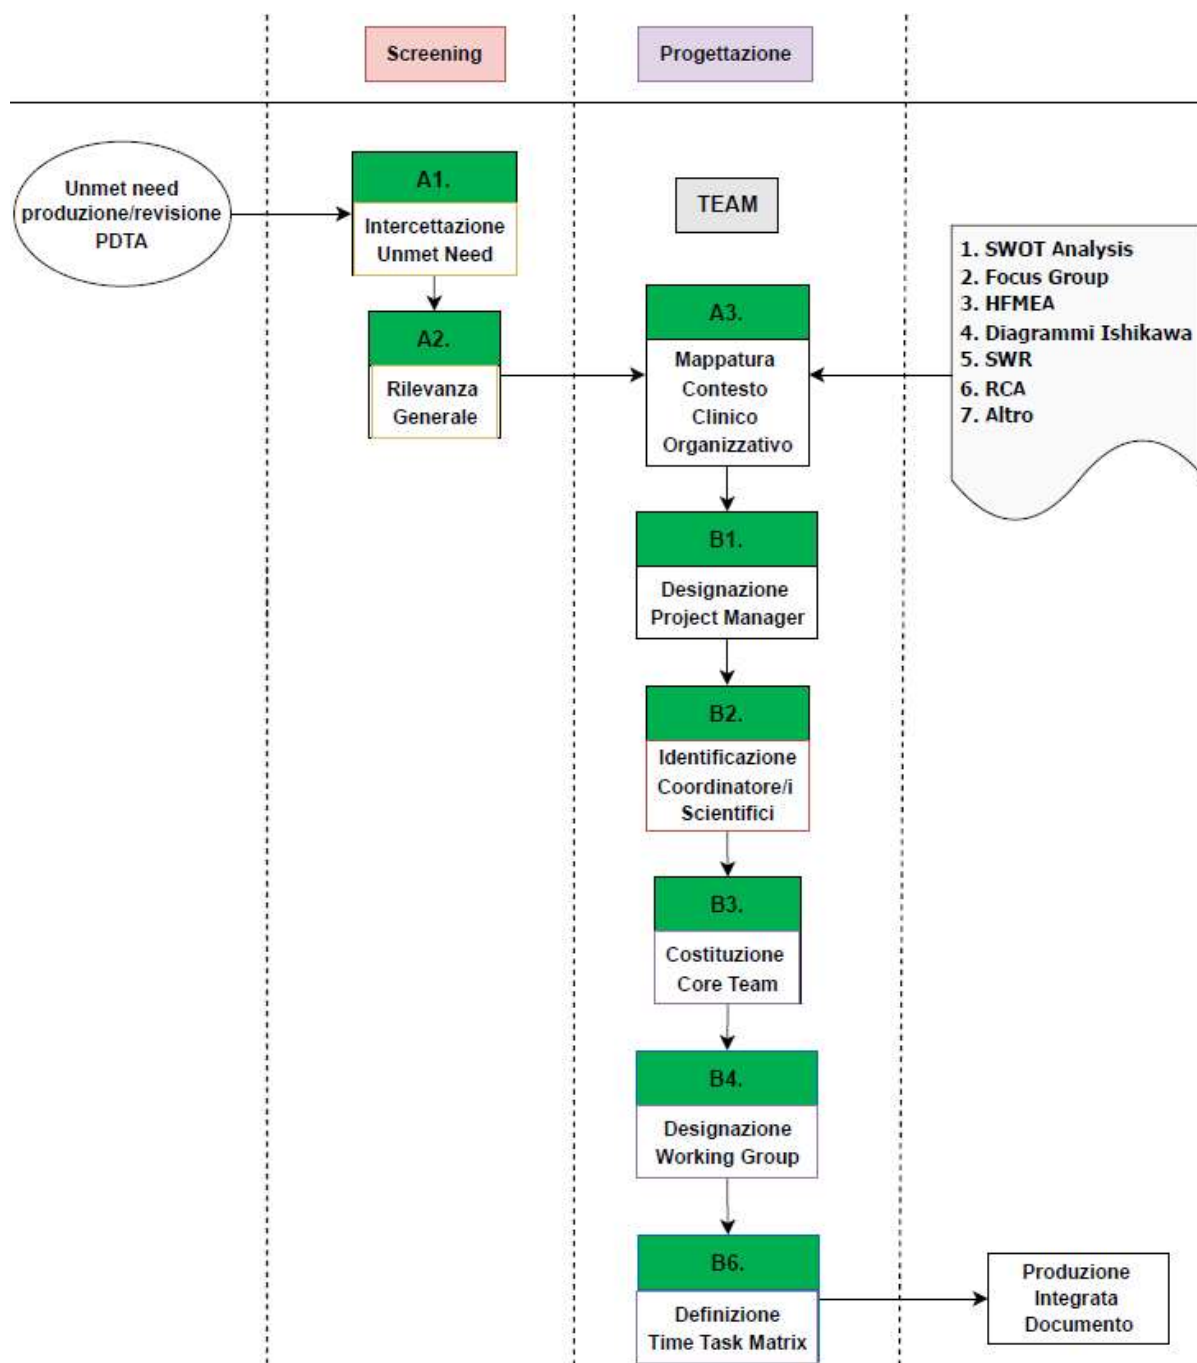 Screening
Progettazione
Unmet need
produzione/revisione
PDTA
A1.
Intercettazione
Unmet Need
A2.
Rilevanza
Generale
TEAM
A3.
Mappatura
Contesto
Clinico
Organizzativo
1. SWOT Analysis
2. Focus Group
3. HFMEA
4. Diagrammi Ishikawa
5. SWR
6. RCA
7. Altro
B1.
Designazione
Project Manager
B2.
Identificazione
Coordinatore/i
Scientifici
B3.
Costituzione
Core Team
B4.
Designazione
Working Group
B6.
Definizione
Time Task Matrix
Produzione
Integrata
Documento